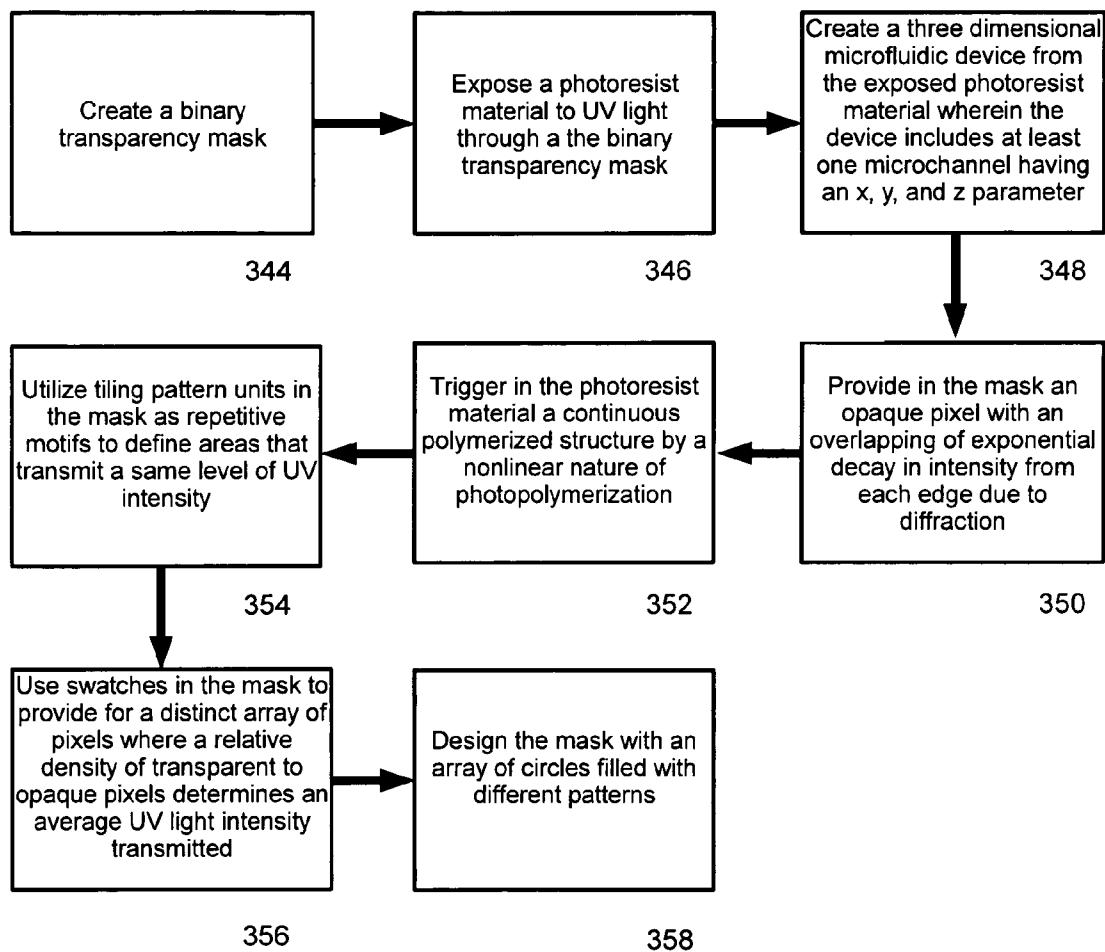 Create a binary
transparency mask
344
Expose a photoresist
material to UV light
through a the binary
transparency mask
346
Create a three dimensional
microfluidic device from
the exposed photoresist
material wherein the
device includes at least
one microchannel having
an x, y, and z parameter
348
Provide in the mask an
opaque pixel with an
overlapping of exponential
decay in intensity from
each edge due to
diffraction
350
Trigger in the photoresist
material a continuous
polymerized structure by a
nonlinear nature of
photopolymerization
352
Utilize tiling pattern units in
the mask as repetitive
motifs to define areas that
transmit a same level of UV
intensity
354
Use swatches in the mask to
provide for a distinct array of
pixels where a relative
density of transparent to
opaque pixels determines an
average UV light intensity
transmitted
356
Design the mask with an
array of circles filled with
different patterns
358